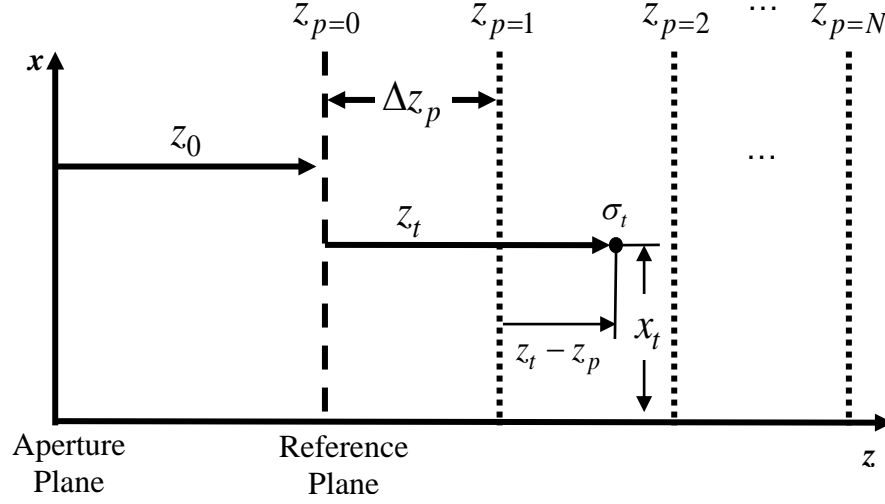 z_{p=0} z_{p=1} z_{p=2} ... z_{p=N}
x
Δz_p
z_0
...
z_t σ_t
z_t − z_p x_t
Aperture Plane
Reference Plane
z